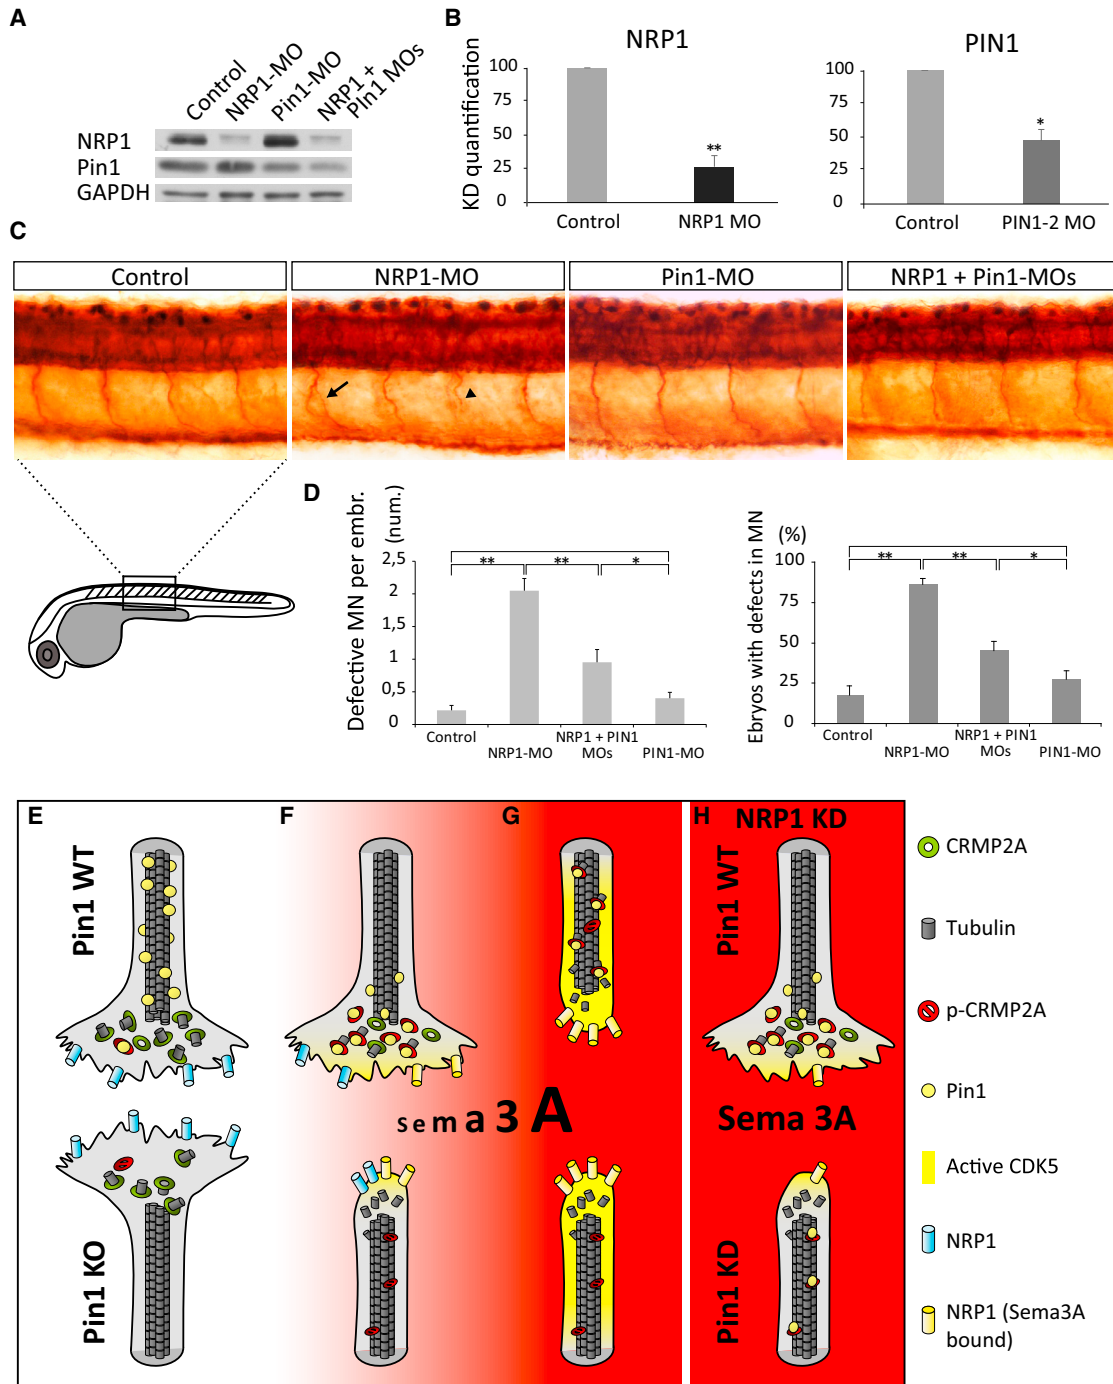 A
Control
NRP1-MO
Pin1-MO
NRP1 +
PIn1 MOs
NRP1
Pin1
GAPDH
B
NRP1
KD quantification
100
75
50
25
0
**
Control
NRP1 MO
PIN1
100
75
50
25
0
*
Control
PIN1-2 MO
C
Control
NRP1-MO
Pin1-MO
NRP1 + Pin1-MOs
D
Defective MN per embr.
(num.)
2,5
2
1
1
0,5
0
**
**
*
Control
NRP1-MO
NRP1 + PIN1
MOs
PIN1-MO
Ebryos with defects in MN
(%)
100
75
50
25
0
**
**
*
Control
NRP1-MO
NRP1 + PIN1
MOs
PIN1-MO
E
F
G
H
NRP1 KD
Pin1 WT
Pin1 WT
Sema 3A
Sema 3A
Pin1 KO
Pin1 KD
CRMP2A
Tubulin
p-CRMP2A
Pin1
Active CDK5
NRP1
NRP1 (Sema3A
bound)